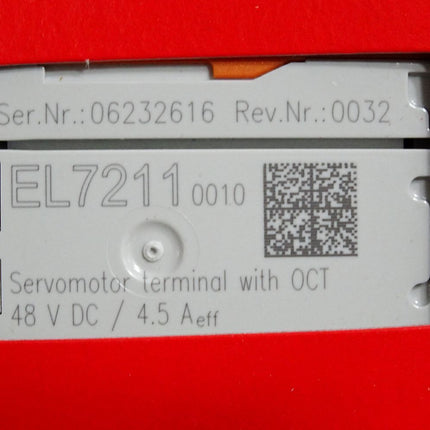 Ser.Nr.:06232616 Rev.Nr.:0032
EL7211 0010
Servomotor terminal with OCT
48 V DC / 4.5 Aeff